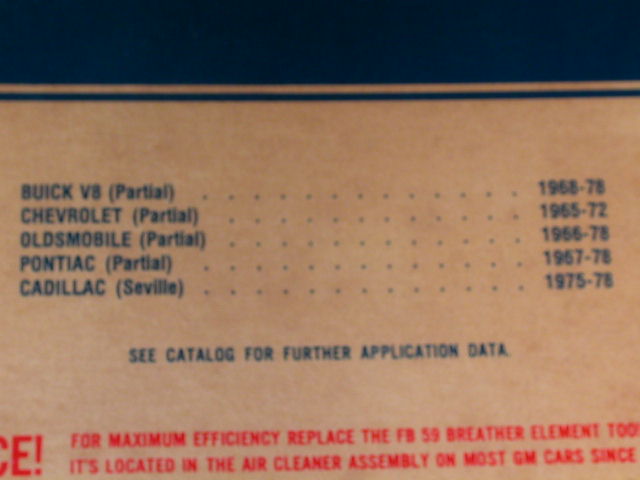 BUICK V8 (Partial) . . . . . . . . . . . . . 1968-78
CHEVROLET (Partial) . . . . . . . . . . . . 1965-72
OLDSMOBILE (Partial) . . . . . . . . . . . . 1966-78
PONTIAC (Partial) . . . . . . . . . . . . . 1967-78
CADILLAC (Seville) . . . . . . . . . . . . . 1975-78
SEE CATALOG FOR FURTHER APPLICATION DATA.
CE! FOR MAXIMUM EFFICIENCY REPLACE THE FB 59 BREATHER ELEMENT TOO!
IT'S LOCATED IN THE AIR CLEANER ASSEMBLY ON MOST GM CARS SINCE